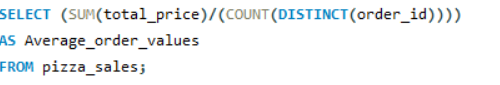 SELECT (SUM(total_price)/(COUNT(DISTINCT(order_id))))
AS Average_order_values
FROM pizza_sales;